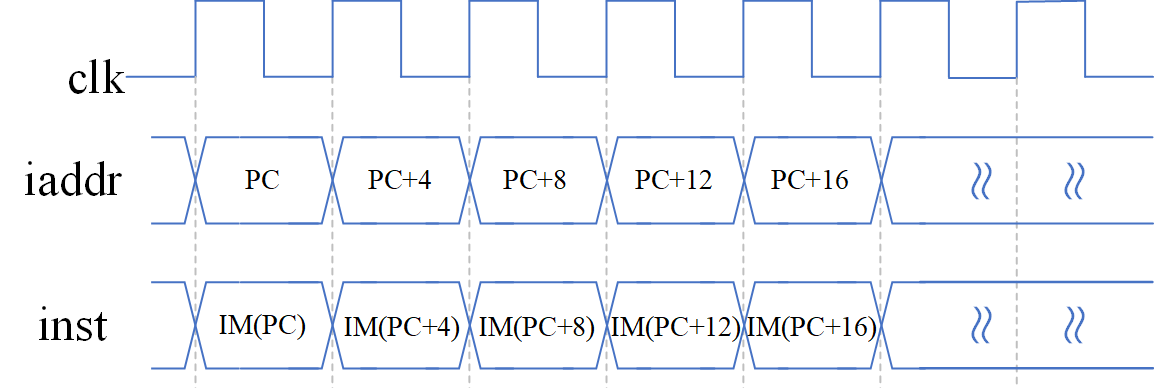 clk
iaddr PC PC+4 PC+8 PC+12 PC+16
inst IM(PC) IM(PC+4) IM(PC+8) IM(PC+12) IM(PC+16)